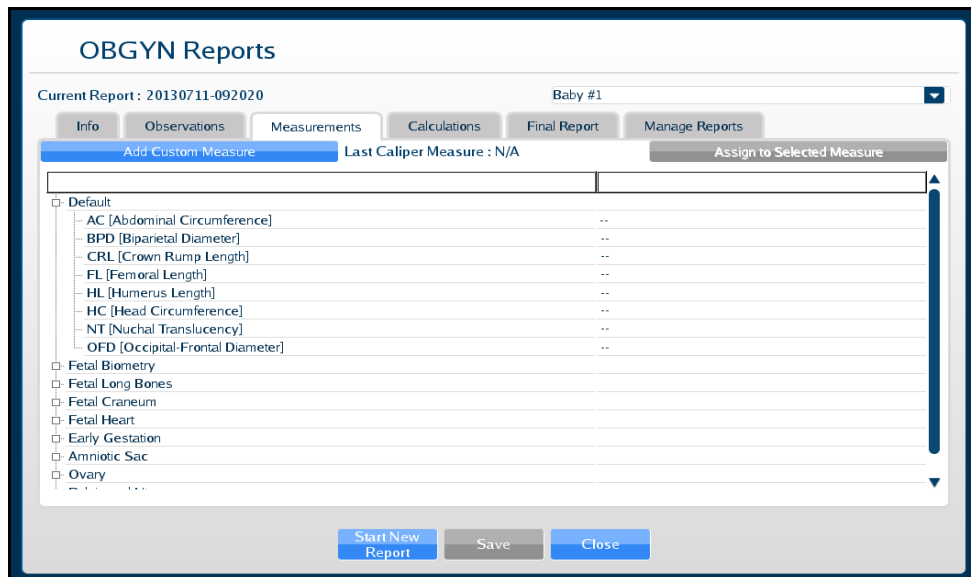 OBGYN Reports
Current Report : 20130711-092020 Baby #1
Info Observations Measurements Calculations Final Report Manage Reports
Add Custom Measure Last Caliper Measure : N/A Assign to Selected Measure
Default
AC [Abdominal Circumference] --
BPD [Biparietal Diameter] --
CRL [Crown Rump Length] --
FL [Femoral Length] --
HL [Humerus Length] --
HC [Head Circumference] --
NT [Nuchal Translucency] --
OFD [Occipital-Frontal Diameter] --
Fetal Biometry
Fetal Long Bones
Fetal Craneum
Fetal Heart
Early Gestation
Amniotic Sac
Ovary
Start New Report Save Close